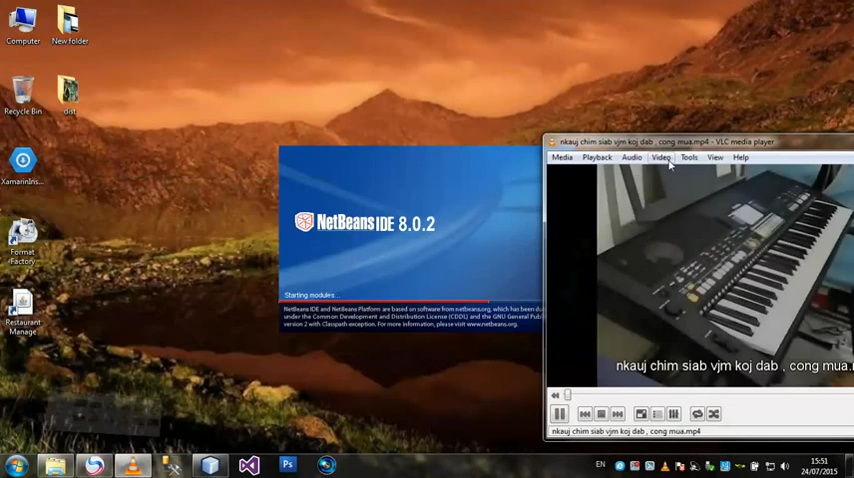 Computer
New folder
Recycle Bin
dist
XamarinIns...
Format
Factory
Restaurant
Manage...
NetBeans IDE 8.0.2
Starting modules...
NetBeans IDE and NetBeans Platform are based on software from netbeans.org, which has been du
under the Common Development and Distribution License (CDDL) and the GNU General Publ
version 2 with Classpath exception. For more information, please visit www.netbeans.org.
nkauj chim siab vjm koj dab , cong mua.mp4 - VLC media player
Media Playback Audio Video Tools View Help
nkauj chim siab vjm koj dab , cong mua.m
nkauj chim siab vjm koj dab , cong mua.mp4
Ps
EN
15:51
24/07/2015